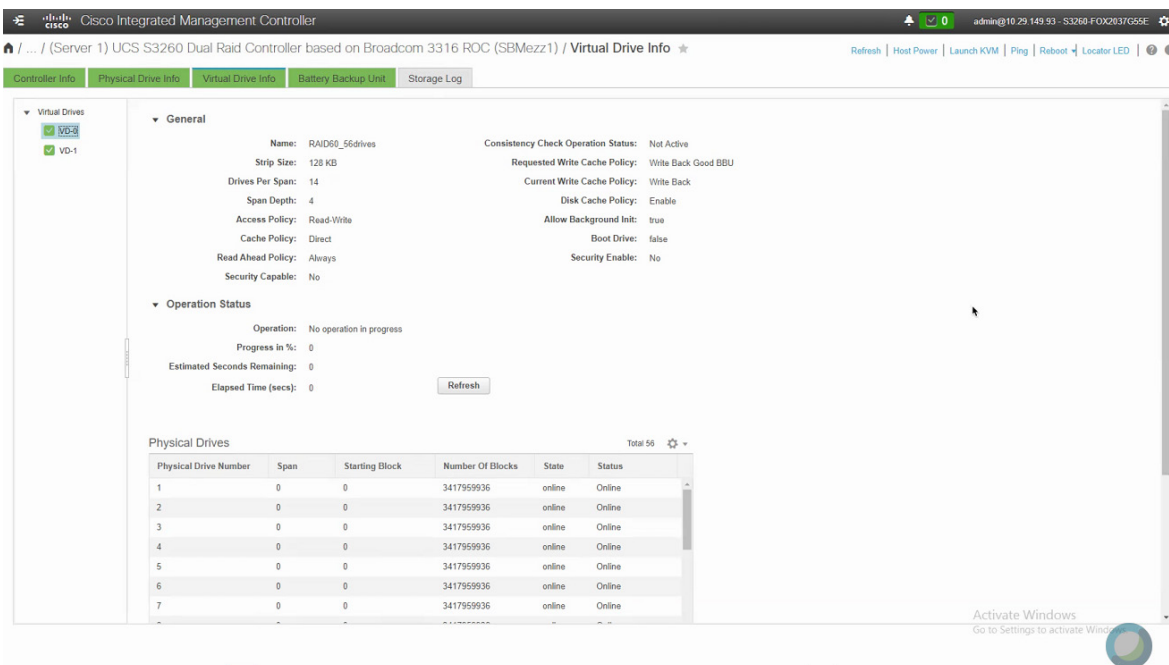 cisco Cisco Integrated Management Controller 0 admin@10.29.149.93 - S3260-FOX2037G55E
/ ... / (Server 1) UCS S3260 Dual Raid Controller based on Broadcom 3316 ROC (SBMezz1) / Virtual Drive Info ★ Refresh | Host Power | Launch KVM | Ping | Reboot | Locator LED |
Controller Info Physical Drive Info Virtual Drive Info Battery Backup Unit Storage Log
Virtual Drives
VD-0
VD-1
General
Name: RAID60_56drives Consistency Check Operation Status: Not Active
Strip Size: 128 KB Requested Write Cache Policy: Write Back Good BBU
Drives Per Span: 14 Current Write Cache Policy: Write Back
Span Depth: 4 Disk Cache Policy: Enable
Access Policy: Read-Write Allow Background Init: true
Cache Policy: Direct Boot Drive: false
Read Ahead Policy: Always Security Enable: No
Security Capable: No
Operation Status
Operation: No operation in progress
Progress in %: 0
Estimated Seconds Remaining: 0
Elapsed Time (secs): 0 Refresh
Physical Drives Total 56
Physical Drive Number Span Starting Block Number Of Blocks State Status
1 0 0 3417959936 online Online
2 0 0 3417959936 online Online
3 0 0 3417959936 online Online
4 0 0 3417959936 online Online
5 0 0 3417959936 online Online
6 0 0 3417959936 online Online
7 0 0 3417959936 online Online
Activate Windows
Go to Settings to activate Windows